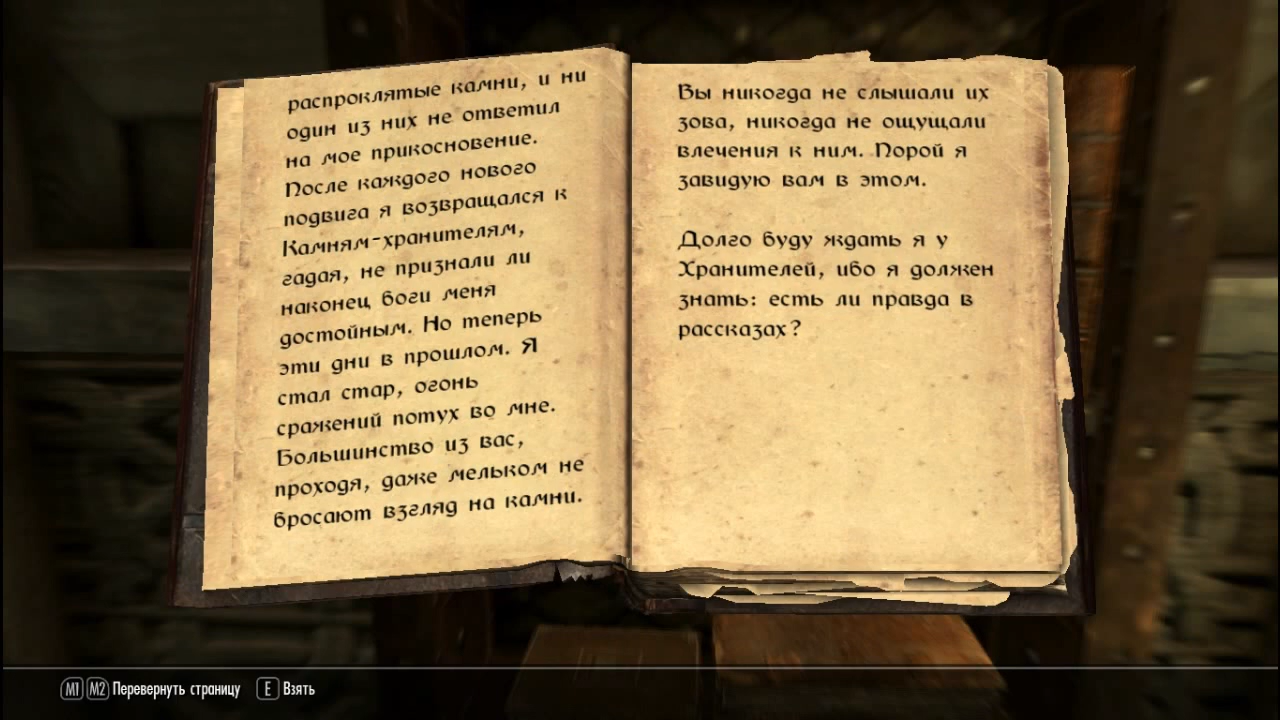 распроклятые камни, и ни
один из них не ответил
на мое прикосновение.
После каждого нового
подвига я возвращался к
Камням-хранителям,
гадая, не признали ли
наконец боги меня
достойным. Но теперь
эти дни в прошлом. Я
стал стар, огонь
сражений потух во мне.
Большинство из вас,
проходя, даже мельком не
бросают взгляд на камни.
Вы никогда не слышали их
зова, никогда не ощущали
влечения к ним. Порой я
завидую вам в этом.
Долго буду ждать я у
Хранителей, ибо я должен
знать: есть ли правда в
рассказах?
M1 M2 Перевернуть страницу E Взять